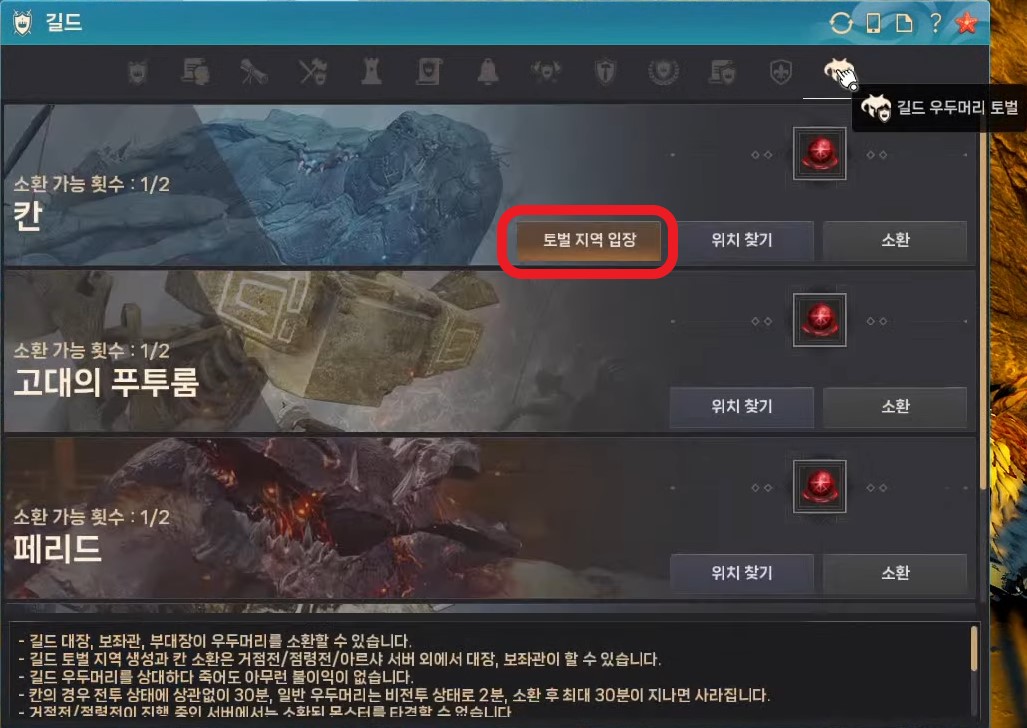 길드
?
길드 우두머리 토벌
소환 가능 횟수 : 1/2
칸
토벌 지역 입장
위치 찾기
소환
소환 가능 횟수 : 1/2
고대의 푸투룸
위치 찾기
소환
소환 가능 횟수 : 1/2
페리드
위치 찾기
소환
- 길드 대장, 보좌관, 부대장이 우두머리를 소환할 수 있습니다.
- 길드 토벌 지역 생성과 칸 소환은 거점전/점령전/아르샤 서버 외에서 대장, 보좌관이 할 수 있습니다.
- 길드 우두머리를 상대하다 죽어도 아무런 불이익이 없습니다.
- 칸의 경우 전투 상태에 상관없이 30분, 일반 우두머리는 비전투 상태로 2분, 소환 후 최대 30분이 지나면 사라집니다.
- 거점전/점령전이 진행 중인 서버에서는 소환된 몬스터를 타격할 수 없습니다